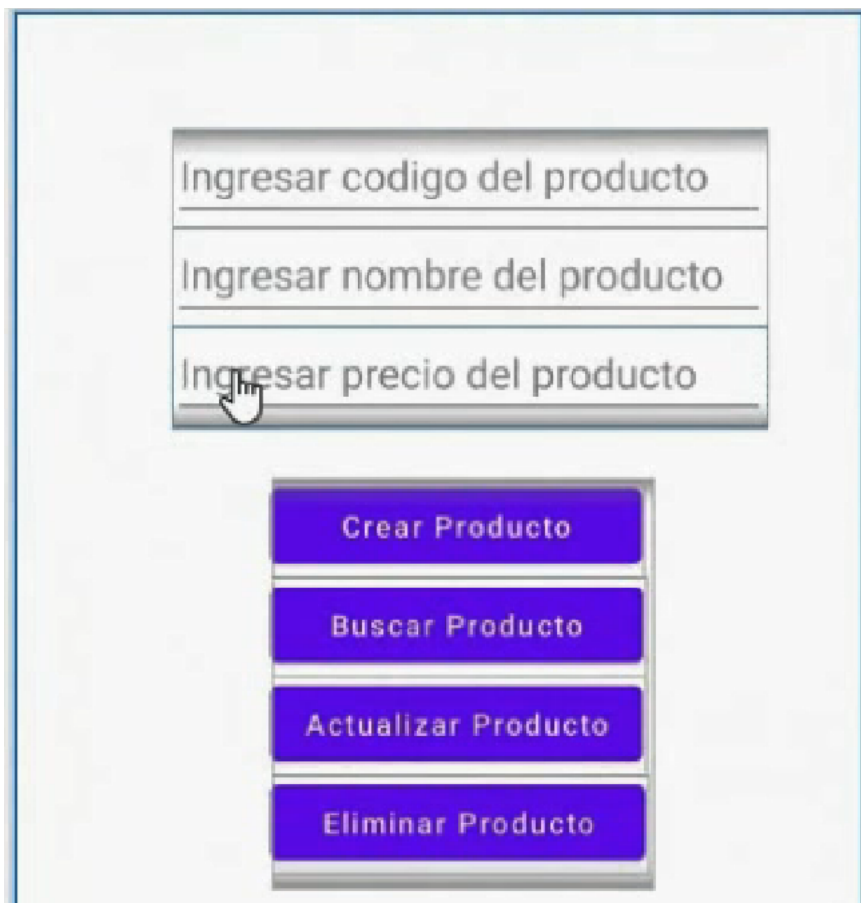 Ingresar codigo del producto
Ingresar nombre del producto
Ingresar precio del producto
Crear Producto
Buscar Producto
Actualizar Producto
Eliminar Producto